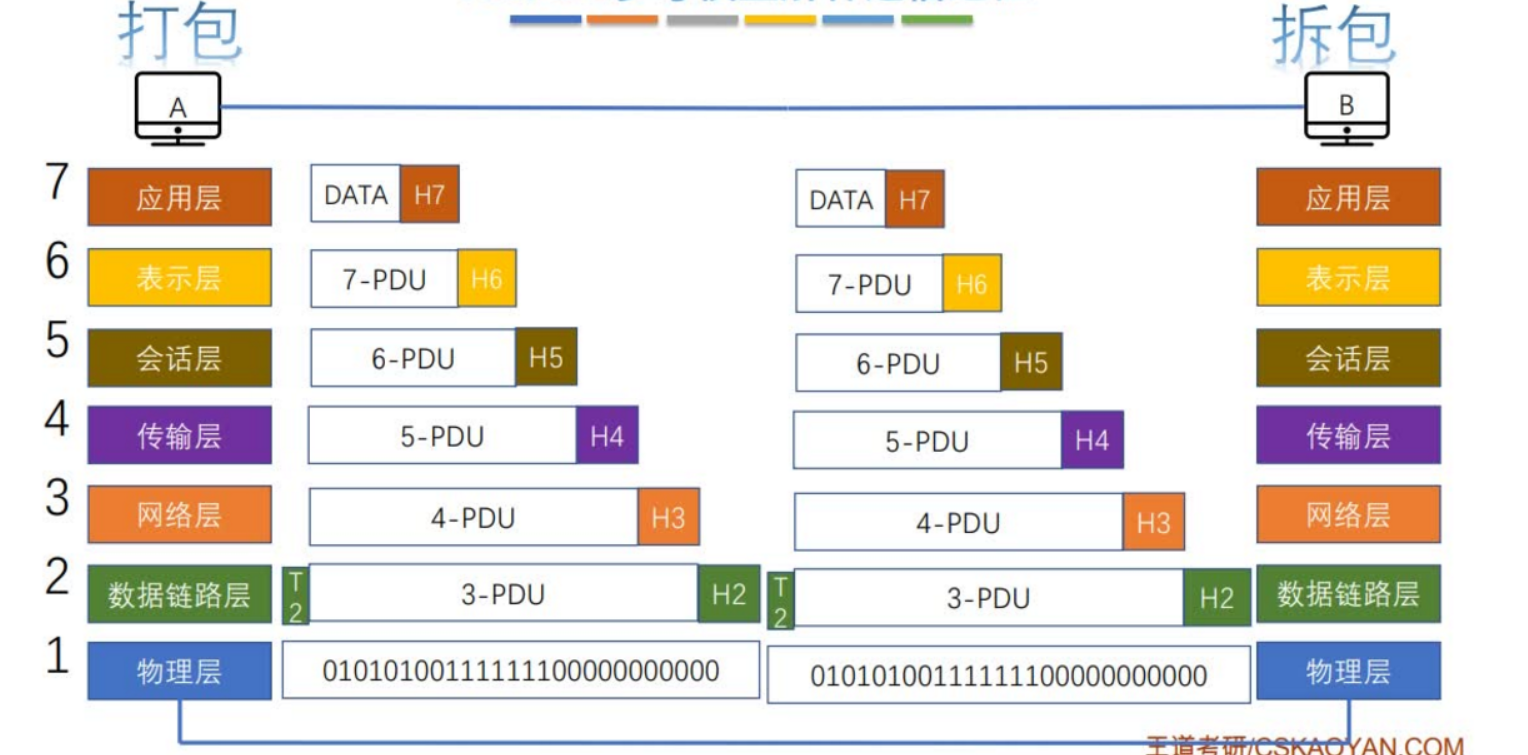 打包
拆包
A
B
7 应用层 DATA H7 DATA H7 应用层
6 表示层 7-PDU H6 7-PDU H6 表示层
5 会话层 6-PDU H5 6-PDU H5 会话层
4 传输层 5-PDU H4 5-PDU H4 传输层
3 网络层 4-PDU H3 4-PDU H3 网络层
2 数据链路层 T2 3-PDU H2 T2 3-PDU H2 数据链路层
1 物理层 01010100111111100000000000 01010100111111100000000000 物理层
王道考研/CSKAOYAN.COM